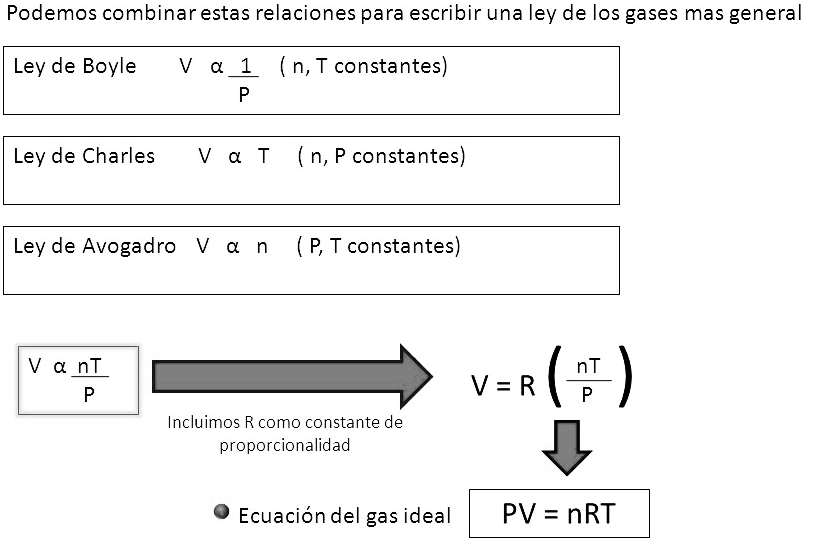 Podemos combinar estas relaciones para escribir una ley de los gases mas general
Ley de Boyle V α 1 ( n, T constantes)
P
Ley de Charles V α T ( n, P constantes)
Ley de Avogadro V α n ( P, T constantes)
V α nT
P
Incluimos R como constante de
proporcionalidad
V = R ( nT
P )
Ecuación del gas ideal
PV = nRT